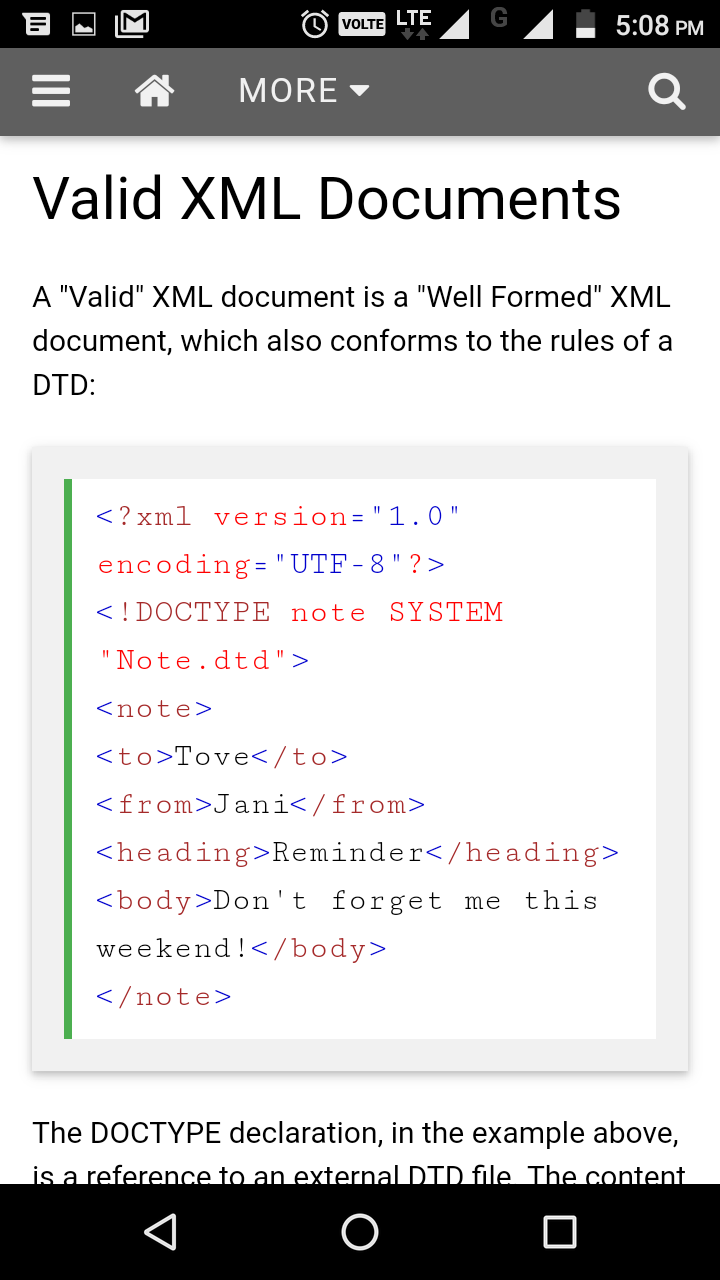 VOLTE LTE G 5:08 PM
MORE
Valid XML Documents
A "Valid" XML document is a "Well Formed" XML
document, which also conforms to the rules of a
DTD:
<?xml version="1.0"
encoding="UTF-8"?>
<!DOCTYPE note SYSTEM
"Note.dtd">
<note>
<to>Tove</to>
<from>Jani</from>
<heading>Reminder</heading>
<body>Don't forget me this
weekend!</body>
</note>
The DOCTYPE declaration, in the example above,
is a reference to an external DTD file. The content